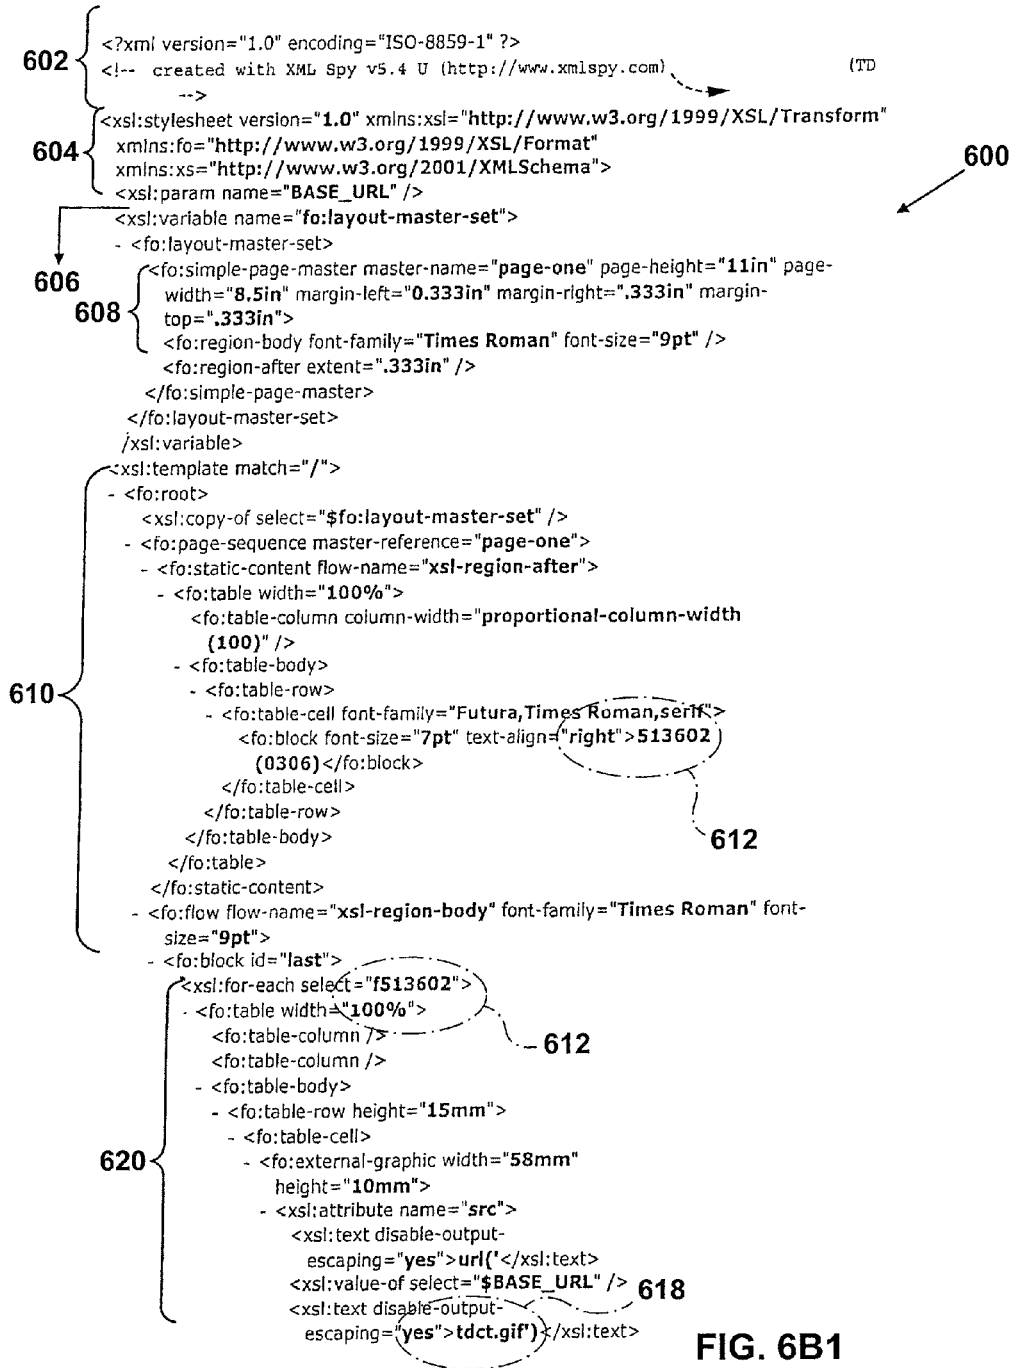 <?xml version="1.0" encoding="ISO-8859-1" ?>
602
<!-- created with XML Spy v5.4 U (http://www.xmlspy.com) (TD
-->
<xsl:stylesheet version="1.0" xmlns:xsl="http://www.w3.org/1999/XSL/Transform"
604
xmlns:fo="http://www.w3.org/1999/XSL/Format"
600
xmlns:xs="http://www.w3.org/2001/XMLSchema">
<xsl:param name="BASE_URL" />
<xsl:variable name="fo:layout-master-set">
- <fo:layout-master-set>
606
<fo:simple-page-master master-name="page-one" page-height="11in" page-
width="8.5in" margin-left="0.333in" margin-right=".333in" margin-
608
top=".333in">
<fo:region-body font-family="Times Roman" font-size="9pt" />
<fo:region-after extent=".333in" />
</fo:simple-page-master>
</fo:layout-master-set>
/xsl:variable>
<xsl:template match="/">
- <fo:root>
<xsl:copy-of select="$fo:layout-master-set" />
- <fo:page-sequence master-reference="page-one">
- <fo:static-content flow-name="xsl-region-after">
- <fo:table width="100%">
<fo:table-column column-width="proportional-column-width
(100)" />
- <fo:table-body>
610
- <fo:table-row>
- <fo:table-cell font-family="Futura,Times Roman,serif">
<fo:block font-size="7pt" text-align="right">513602
(0306)</fo:block>
</fo:table-cell>
</fo:table-row>
612
</fo:table-body>
</fo:table>
</fo:static-content>
- <fo:flow flow-name="xsl-region-body" font-family="Times Roman" font-
size="9pt">
- <fo:block id="last">
<xsl:for-each select="f513602">
- <fo:table width="100%">
<fo:table-column />
612
<fo:table-column />
- <fo:table-body>
- <fo:table-row height="15mm">
- <fo:table-cell>
620
- <fo:external-graphic width="58mm"
height="10mm">
- <xsl:attribute name="src">
<xsl:text disable-output-
escaping="yes">url('</xsl:text>
<xsl:value-of select="$BASE_URL" />
618
<xsl:text disable-output-
escaping="yes">tdct.gif')</xsl:text>
FIG. 6B1